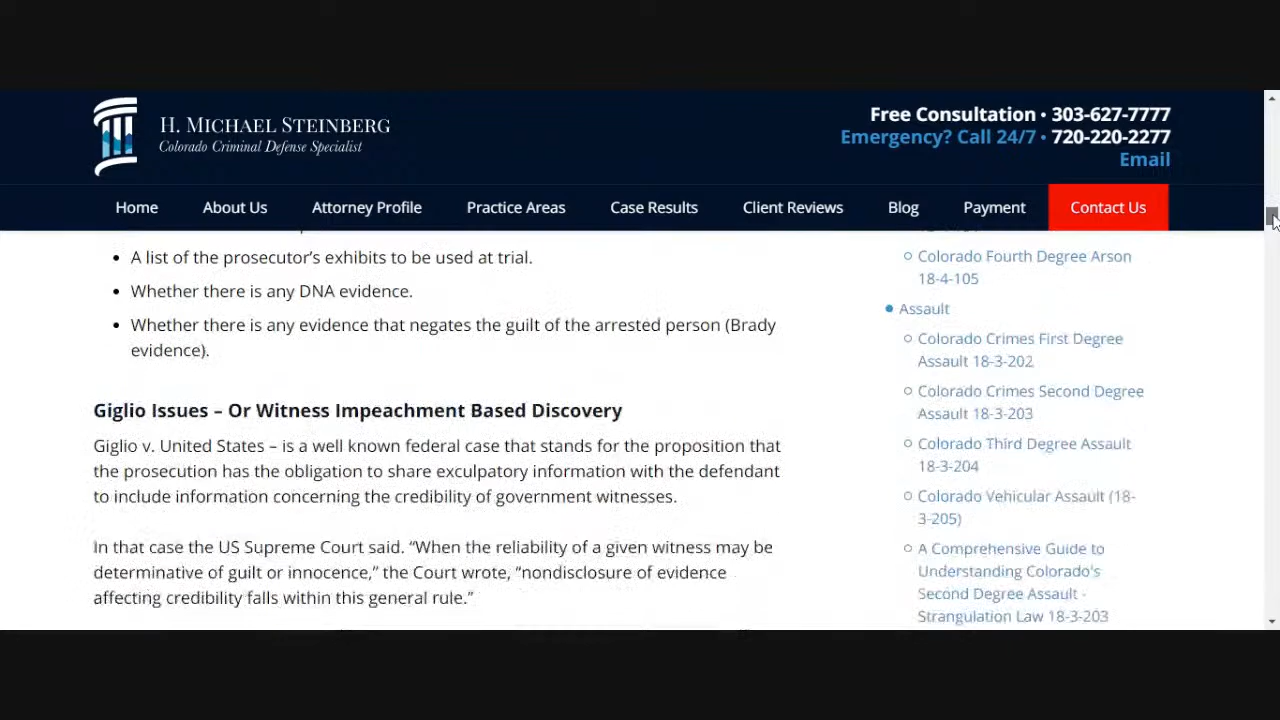 H. MICHAEL STEINBERG
Colorado Criminal Defense Specialist
Free Consultation • 303-627-7777
Emergency? Call 24/7 • 720-220-2277
Email
Home About Us Attorney Profile Practice Areas Case Results Client Reviews Blog Payment Contact Us
• A list of the prosecutor’s exhibits to be used at trial.
• Whether there is any DNA evidence.
• Whether there is any evidence that negates the guilt of the arrested person (Brady
evidence).
Giglio Issues – Or Witness Impeachment Based Discovery
Giglio v. United States – is a well known federal case that stands for the proposition that
the prosecution has the obligation to share exculpatory information with the defendant
to include information concerning the credibility of government witnesses.
In that case the US Supreme Court said. “When the reliability of a given witness may be
determinative of guilt or innocence,” the Court wrote, “nondisclosure of evidence
affecting credibility falls within this general rule.”
Colorado Fourth Degree Arson
18-4-105
Assault
Colorado Crimes First Degree
Assault 18-3-202
Colorado Crimes Second Degree
Assault 18-3-203
Colorado Third Degree Assault
18-3-204
Colorado Vehicular Assault (18-
3-205)
A Comprehensive Guide to
Understanding Colorado's
Second Degree Assault -
Strangulation Law 18-3-203